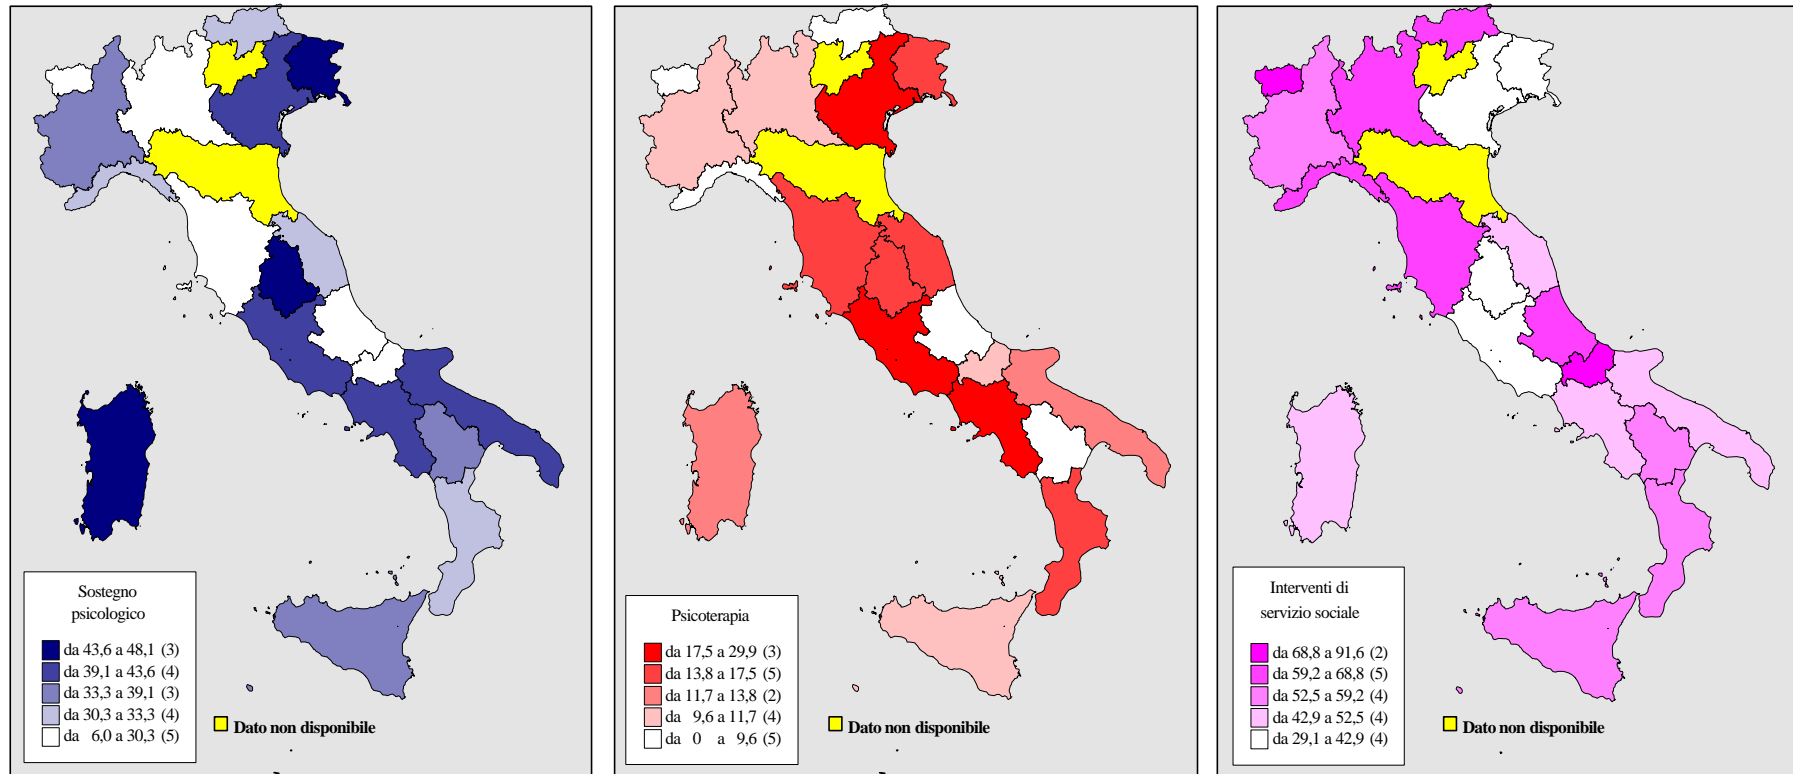 Sostegno
psicologico
da 43,6 a 48,1 (3)
da 39,1 a 43,6 (4)
da 33,3 a 39,1 (3)
da 30,3 a 33,3 (4)
da 6,0 a 30,3 (5)
Dato non disponibile
Psicoterapia
da 17,5 a 29,9 (3)
da 13,8 a 17,5 (5)
da 11,7 a 13,8 (2)
da 9,6 a 11,7 (4)
da 0 a 9,6 (5)
Dato non disponibile
Interventi di
servizio sociale
da 68,8 a 91,6 (2)
da 59,2 a 68,8 (5)
da 52,5 a 59,2 (4)
da 42,9 a 52,5 (4)
da 29,1 a 42,9 (4)
Dato non disponibile